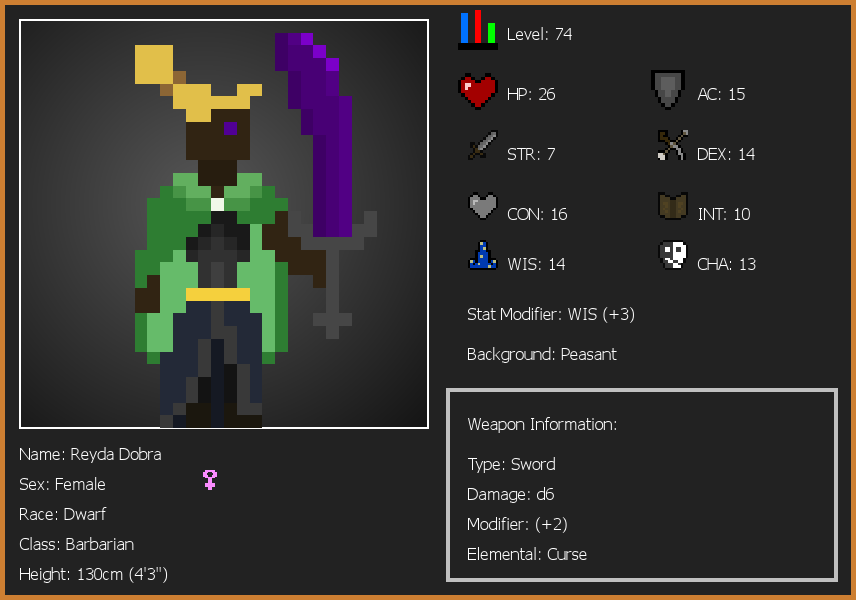 Level: 74
HP: 26
AC: 15
STR: 7
DEX: 14
CON: 16
INT: 10
WIS: 14
CHA: 13
Stat Modifier: WIS (+3)
Background: Peasant
Weapon Information:
Type: Sword
Damage: d6
Modifier: (+2)
Elemental: Curse
Name: Reyda Dobra
Sex: Female
Race: Dwarf
Class: Barbarian
Height: 130cm (4'3")